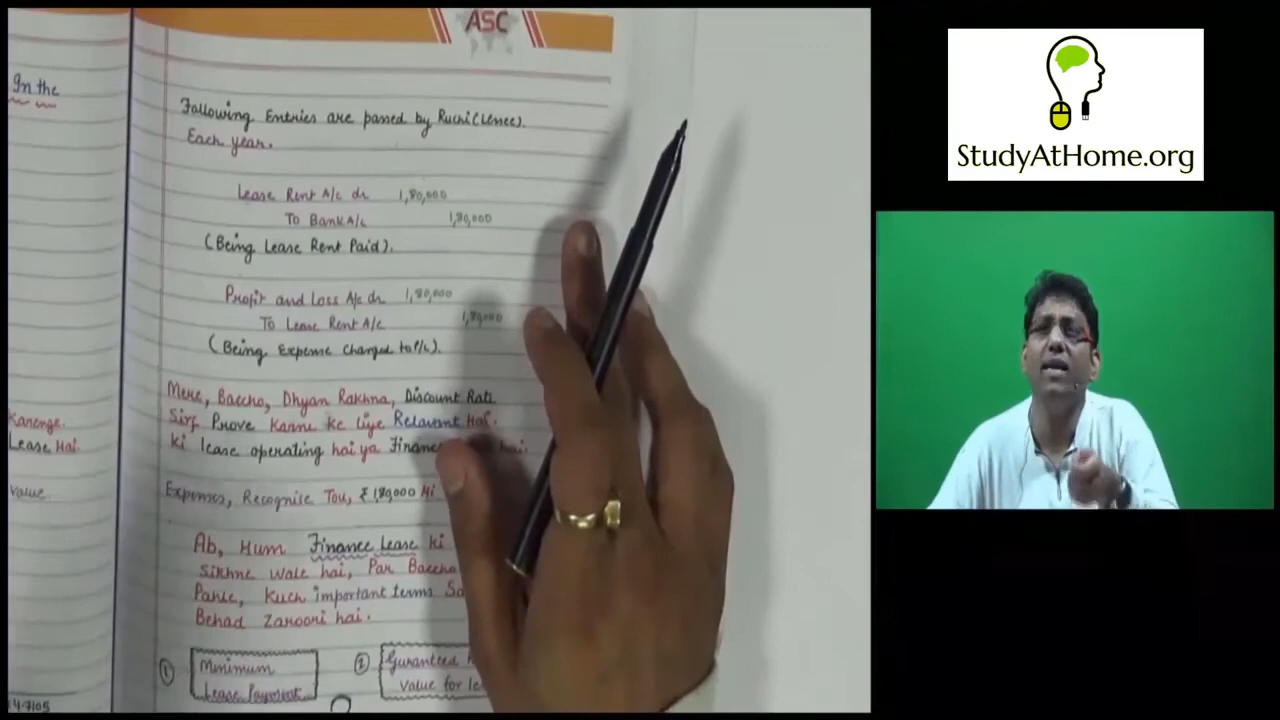 ASC
In the
Following Entries are passed by Ruchi (Lessee).
Each year.
Lease Rent A/c dr 1,80,000
To Bank A/c 1,80,000
(Being Lease Rent Paid).
Profit and Loss A/c dr 1,80,000
To Lease Rent A/c 1,80,000
(Being Expense Charged to P/L).
Mere, Baccho, Dhyan Rakhna, Discount Rate
Sirf Prove Karne ke liye Relavant Hai.
Karenge.
ki lease operating hai ya Finance hai.
Lease Hai.
Value
Expenses, Recognise Tou, ₹ 1,80,000 Hi
Ab, Hum Finance Lease ki
Sikhne Wale hai, Par Baccho
Pahle, Kuch important terms
Behad Zaroori hai.
① Minimum
Lease Payment
② Guranteed
Value for
StudyAtHome.org